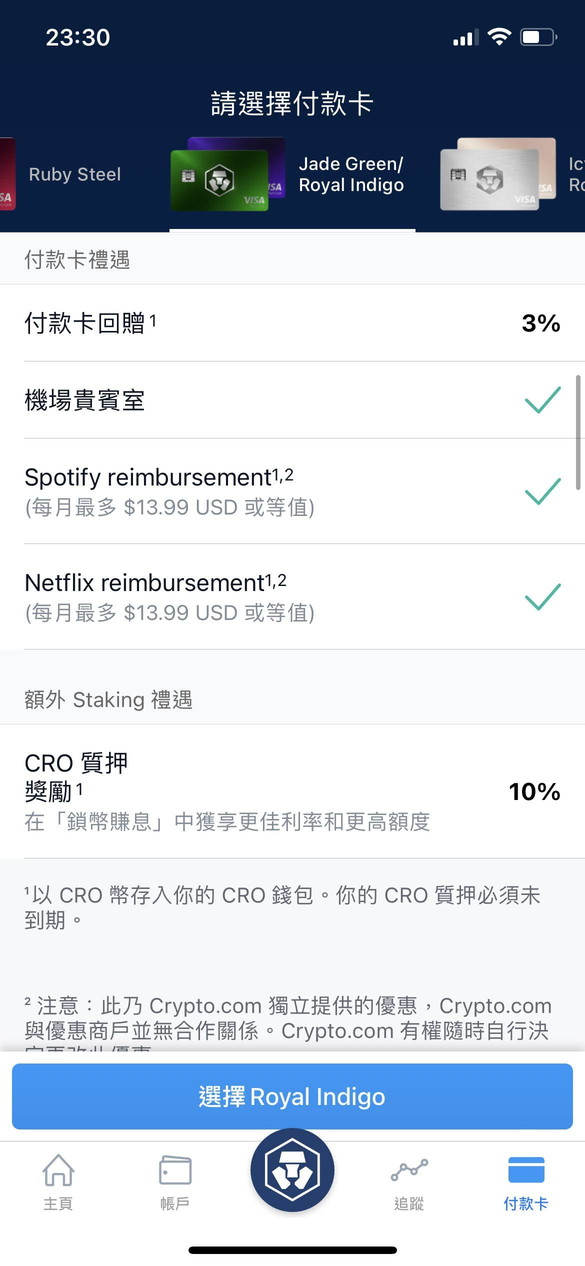 23:30
請選擇付款卡
SA
Ruby Steel
VISA
ISA
Jade Green/
Royal Indigo
VISA
SA
Ic
Ro
付款卡禮遇
付款卡回贈¹
3%
機場貴賓室
Spotify reimbursement¹,²
(每月最多 $13.99 USD 或等值)
Netflix reimbursement¹,²
(每月最多 $13.99 USD 或等值)
額外 Staking 禮遇
CRO 質押
獎勵¹
10%
在「鎖幣賺息」中獲享更佳利率和更高額度
¹以 CRO 幣存入你的 CRO 錢包。你的 CRO 質押必須未
到期。
² 注意：此乃 Crypto.com 獨立提供的優惠，Crypto.com
與優惠商戶並無合作關係。Crypto.com 有權隨時自行決
選擇 Royal Indigo
主頁
帳戶
追蹤
付款卡